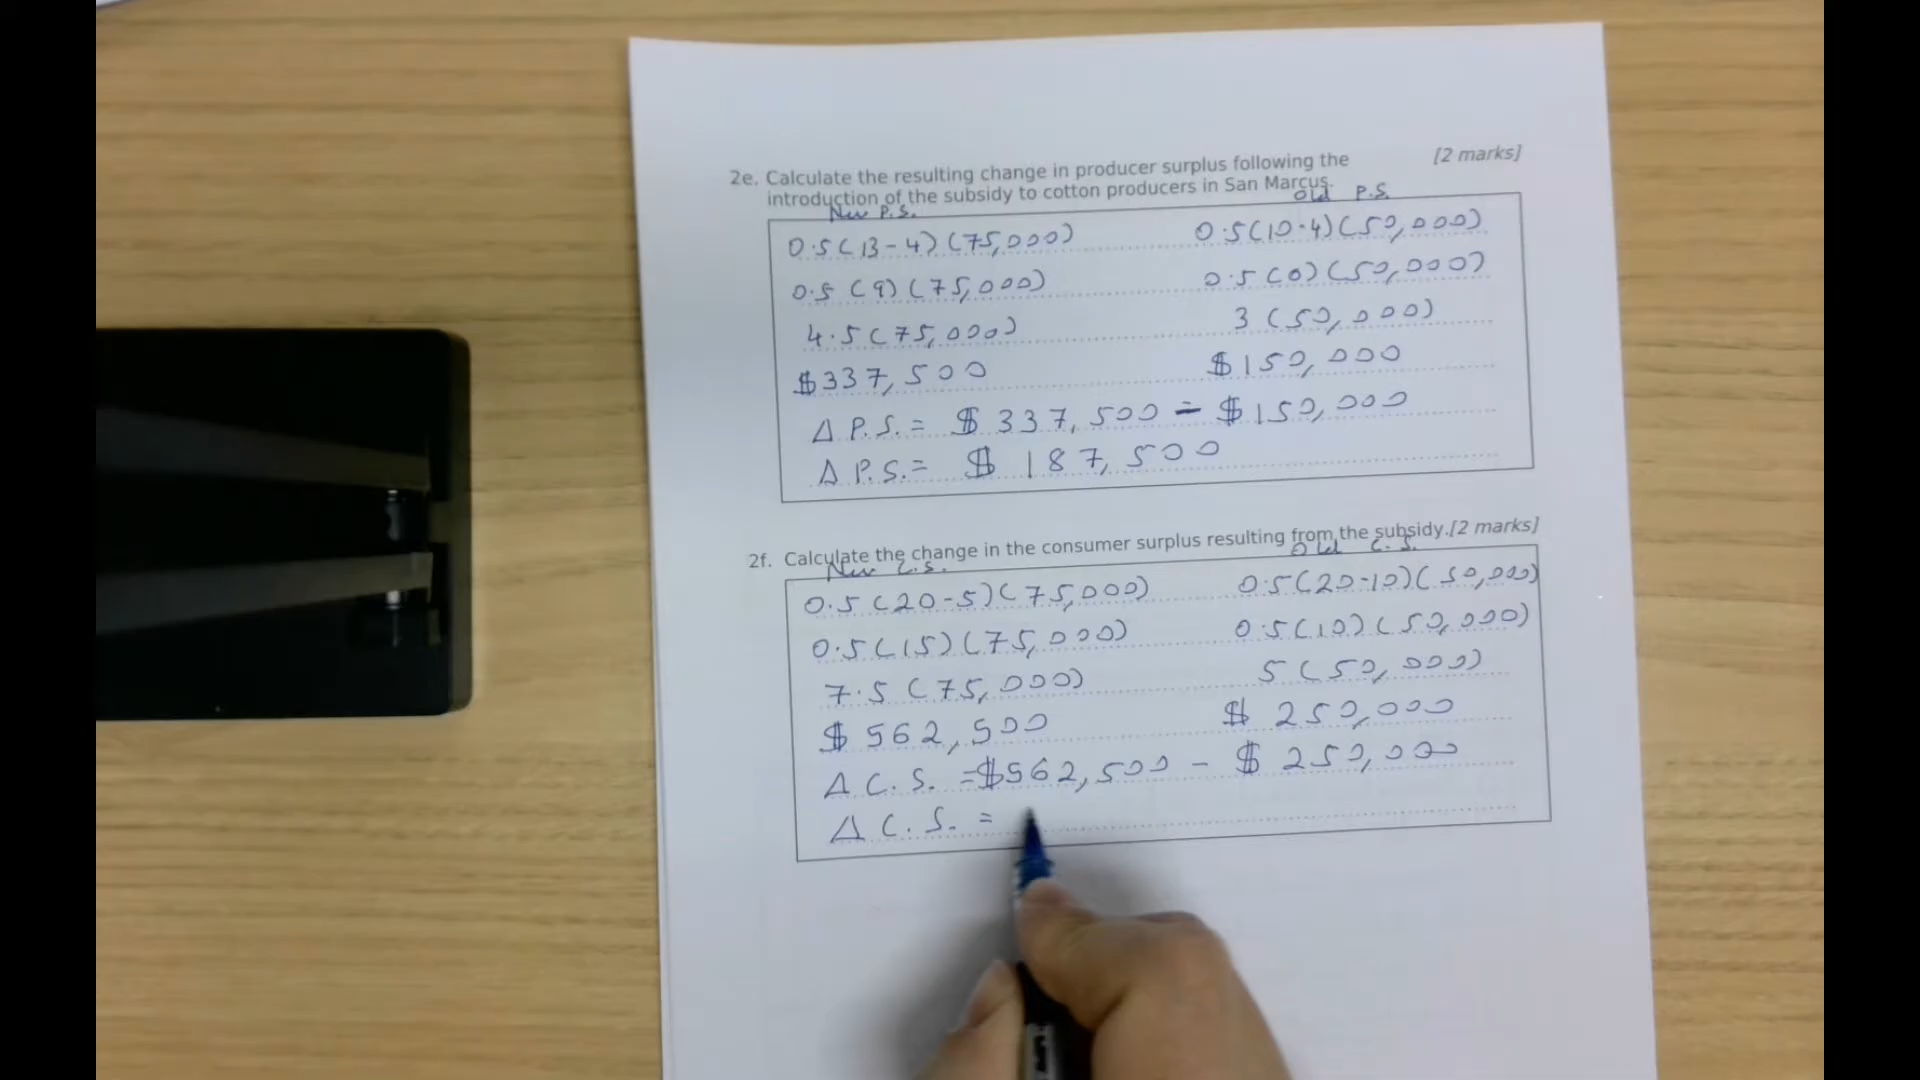 2e. Calculate the resulting change in producer surplus following the [2 marks]
introduction of the subsidy to cotton producers in San Marcus.
New P.S. Old P.S.
0.5(13-4)(75,000) 0.5(10-4)(50,000)
0.5(9)(75,000) 0.5(6)(50,000)
4.5(75,000) 3(50,000)
$337,500 $150,000
Δ P.S. = $337,500 - $150,000
Δ P.S. = $187,500
2f. Calculate the change in the consumer surplus resulting from the subsidy.[2 marks]
New C.S. Old C.S.
0.5(20-5)(75,000) 0.5(20-10)(50,000)
0.5(15)(75,000) 0.5(10)(50,000)
7.5(75,000) 5(50,000)
$562,500 $250,000
Δ C.S. =$562,500 - $250,000
Δ C.S. =